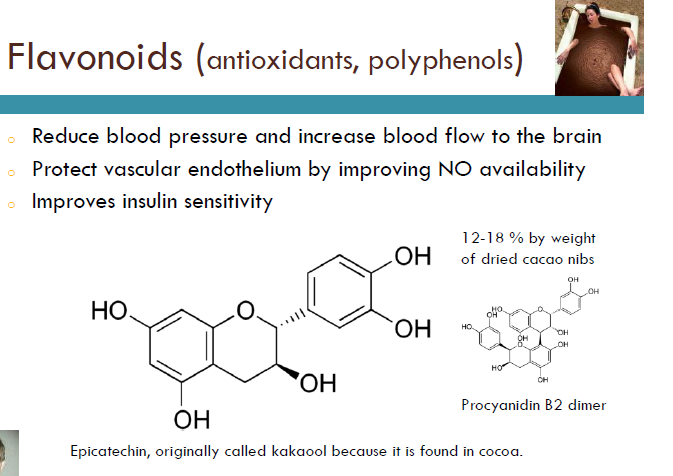 Flavonoids (antioxidants, polyphenols)
Reduce blood pressure and increase blood flow to the brain
Protect vascular endothelium by improving NO availability
Improves insulin sensitivity
12-18 % by weight
of dried cacao nibs
OH
HO
O
OH
OH
OH
OH
OH
HO
OH
O
HO
OH
OH
O
OH
HO
OH
Procyanidin B2 dimer
Epicatechin, originally called kakaool because it is found in cocoa.